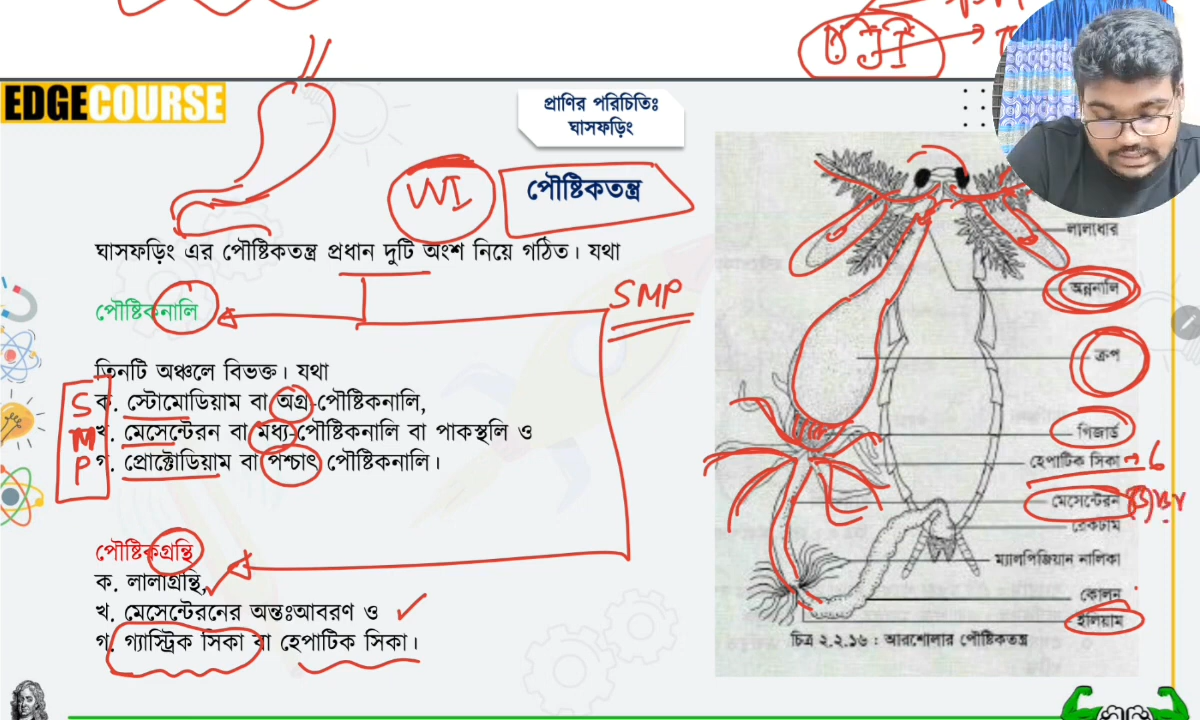 EDGECOURSE
প্রাণির পরিচিতিঃ
ঘাসফড়িং
VVI
পৌষ্টিকতন্ত্র
ঘাসফড়িং এর পৌষ্টিকতন্ত্র প্রধান দুটি অংশ নিয়ে গঠিত। যথা
SMP
পৌষ্টিকনালি
তিনটি অঞ্চলে বিভক্ত। যথা
S
ক. স্টোমোডিয়াম বা অগ্র-পৌষ্টিকনালি,
M
খ. মেসেন্টেরন বা মধ্য-পৌষ্টিকনালি বা পাকস্থলি ও
P
গ. প্রোক্টোডিয়াম বা পশ্চাৎ পৌষ্টিকনালি।
পৌষ্টিকগ্রন্থি
ক. লালাগ্রন্থি,
খ. মেসেন্টেরনের অন্তঃআবরণ ও
গ. গ্যাস্ট্রিক সিকা বা হেপাটিক সিকা।
লালাধার
অন্ননালি
ক্রপ
গিজার্ড
হেপাটিক সিকা
মেসেন্টেরন
রেকটাম
ম্যালপিজিয়ান নালিকা
কোলন
ইলিয়াম
চিত্র ২.২.১৬ : আরশোলার পৌষ্টিকতন্ত্র